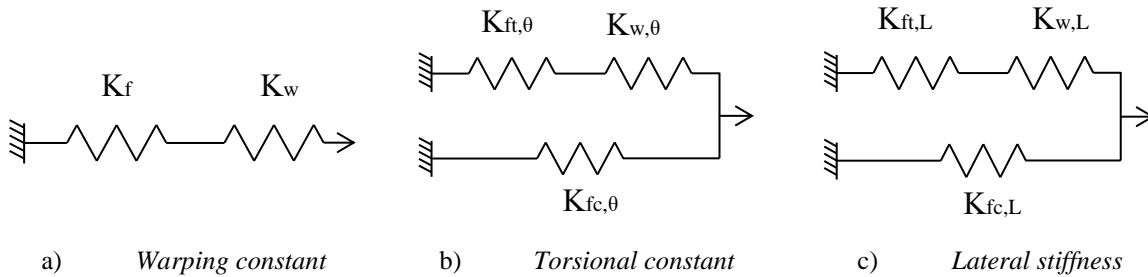 Kf Kw
Kft,θ Kw,θ
Kfc,θ
Kft,L Kw,L
Kfc,L
a) Warping constant b) Torsional constant c) Lateral stiffness